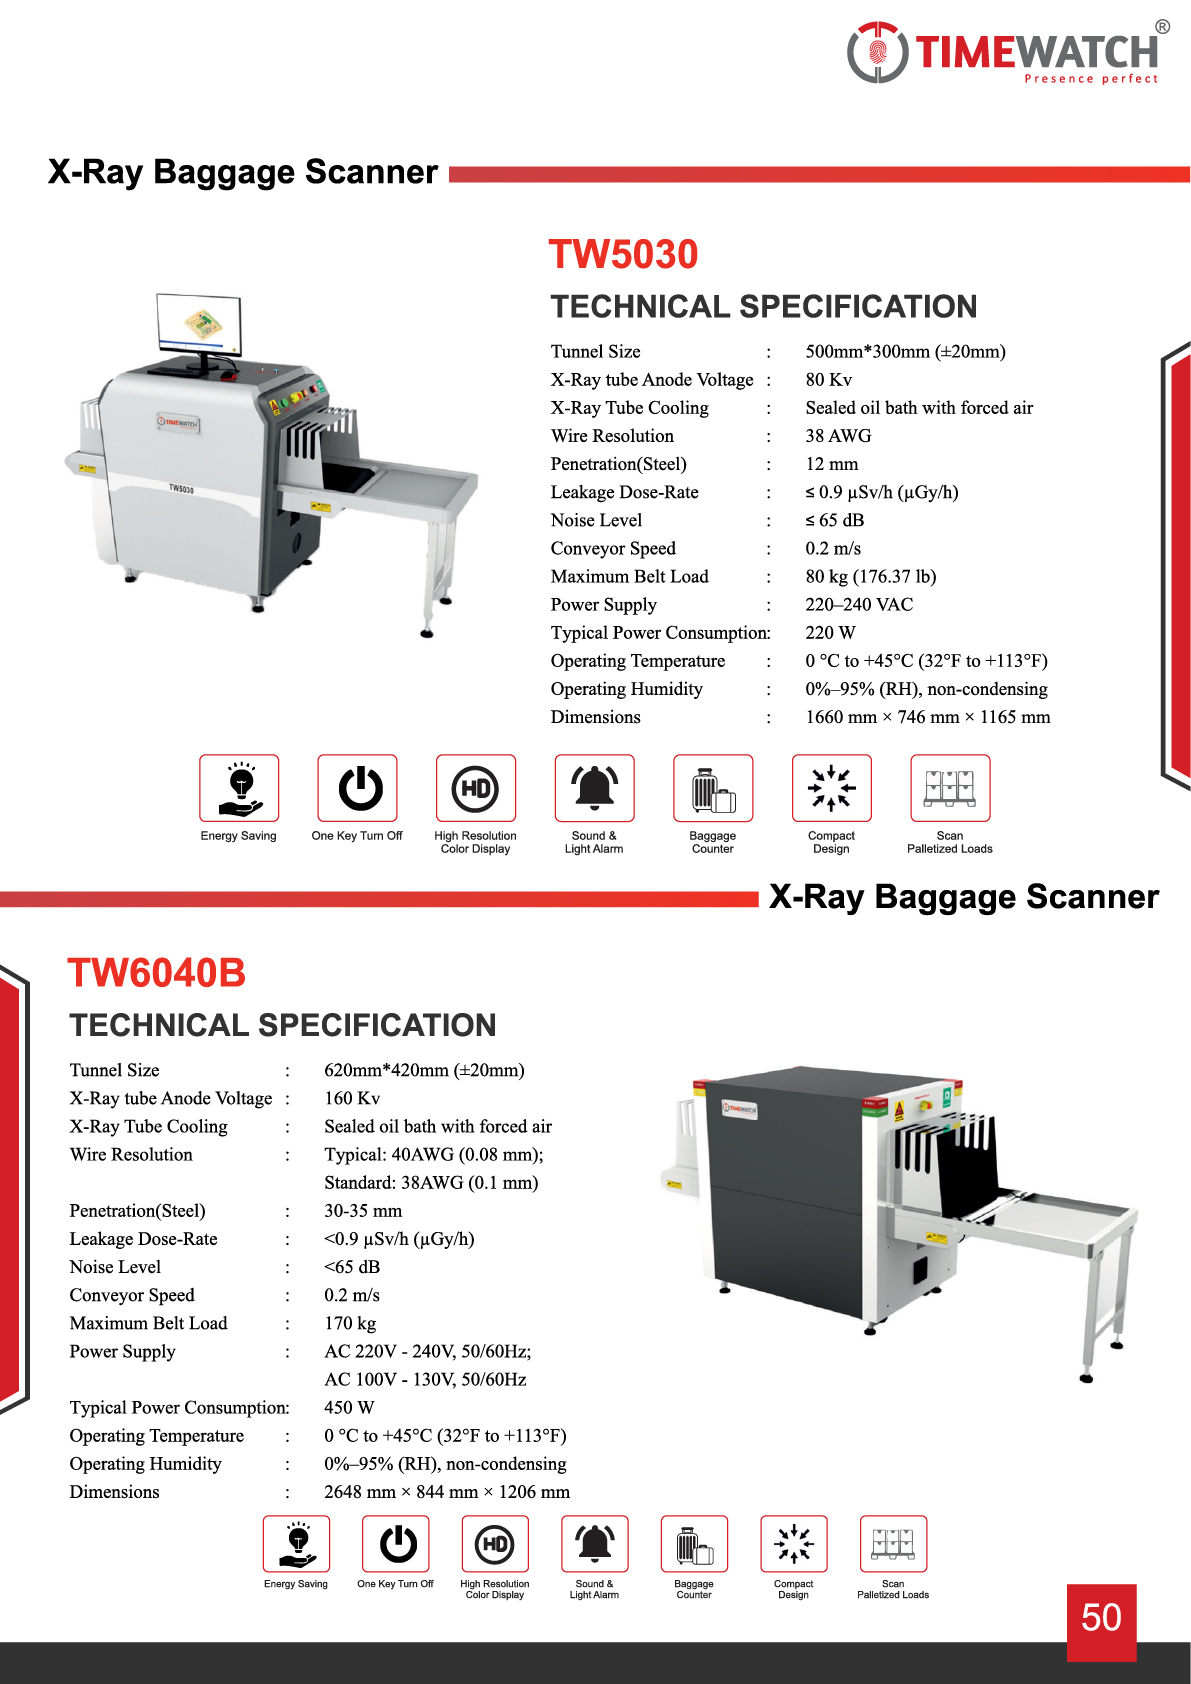 TIMEWATCH®
Presence perfect
X-Ray Baggage Scanner
TW5030
TECHNICAL SPECIFICATION
Tunnel Size : 500mm*300mm (±20mm)
X-Ray tube Anode Voltage : 80 Kv
X-Ray Tube Cooling : Sealed oil bath with forced air
Wire Resolution : 38 AWG
Penetration(Steel) : 12 mm
Leakage Dose-Rate : ≤ 0.9 µSv/h (µGy/h)
Noise Level : ≤ 65 dB
Conveyor Speed : 0.2 m/s
Maximum Belt Load : 80 kg (176.37 lb)
Power Supply : 220–240 VAC
Typical Power Consumption: 220 W
Operating Temperature : 0 °C to +45°C (32°F to +113°F)
Operating Humidity : 0%–95% (RH), non-condensing
Dimensions : 1660 mm × 746 mm × 1165 mm
TIMEWATCH
TW5030
HD
Energy Saving
One Key Turn Off
High Resolution
Color Display
Sound &
Light Alarm
Baggage
Counter
Compact
Design
Scan
Palletized Loads
X-Ray Baggage Scanner
TW6040B
TECHNICAL SPECIFICATION
Tunnel Size : 620mm*420mm (±20mm)
X-Ray tube Anode Voltage : 160 Kv
X-Ray Tube Cooling : Sealed oil bath with forced air
Wire Resolution : Typical: 40AWG (0.08 mm);
Standard: 38AWG (0.1 mm)
Penetration(Steel) : 30-35 mm
Leakage Dose-Rate : <0.9 µSv/h (µGy/h)
Noise Level : <65 dB
Conveyor Speed : 0.2 m/s
Maximum Belt Load : 170 kg
Power Supply : AC 220V - 240V, 50/60Hz;
AC 100V - 130V, 50/60Hz
Typical Power Consumption: 450 W
Operating Temperature : 0 °C to +45°C (32°F to +113°F)
Operating Humidity : 0%–95% (RH), non-condensing
Dimensions : 2648 mm × 844 mm × 1206 mm
TIMEWATCH
HD
Energy Saving
One Key Turn Off
High Resolution
Color Display
Sound &
Light Alarm
Baggage
Counter
Compact
Design
Scan
Palletized Loads
50